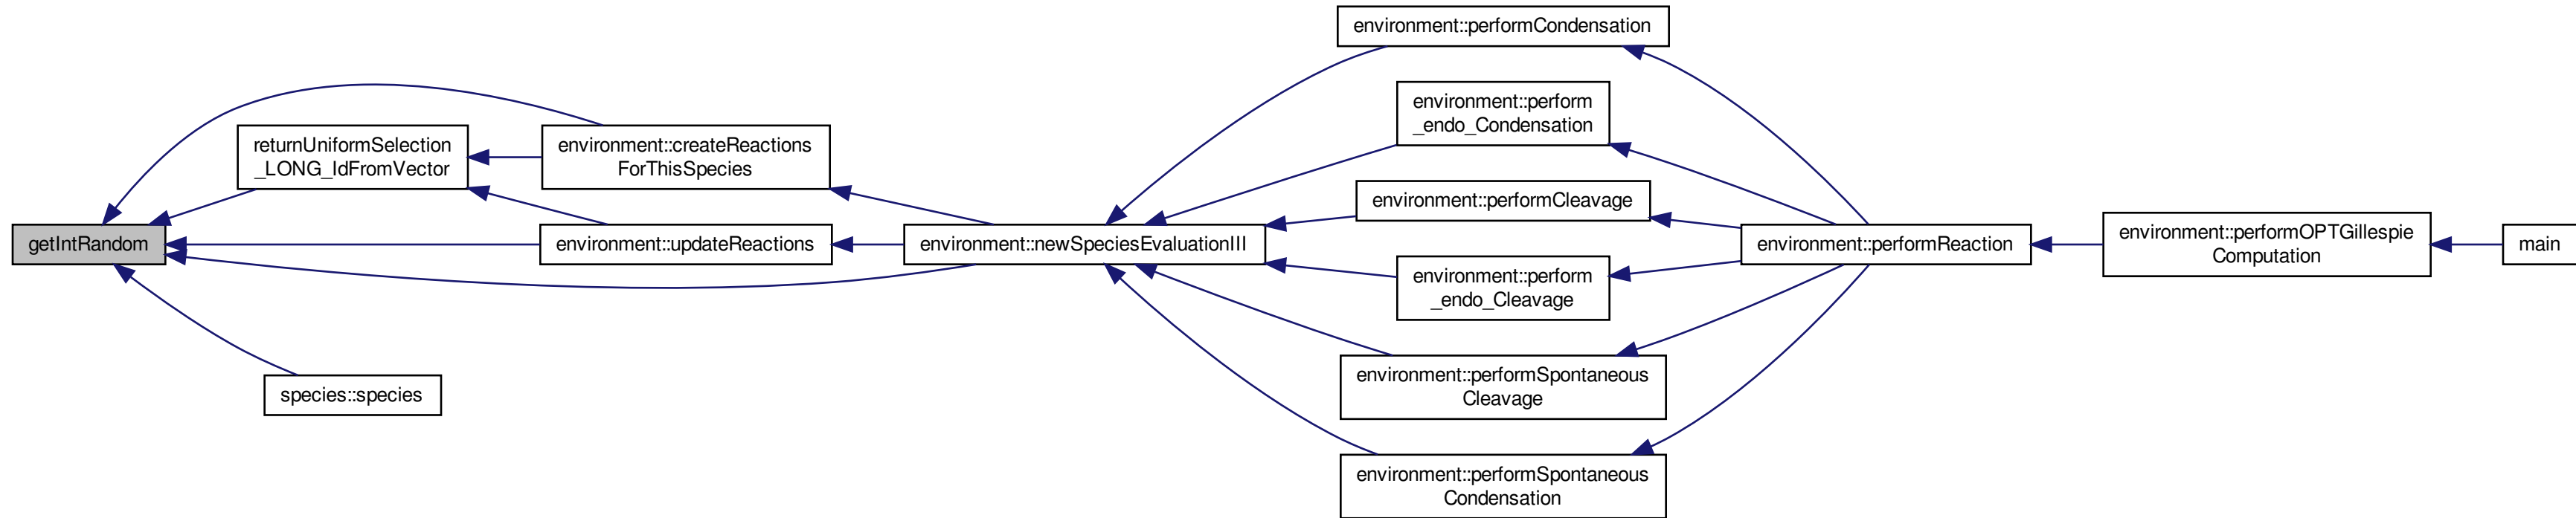 getIntRandom
returnUniformSelection
_LONG_IdFromVector
species::species
environment::createReactions
ForThisSpecies
environment::updateReactions
environment::newSpeciesEvaluationIII
environment::performCondensation
environment::perform
_endo_Condensation
environment::performCleavage
environment::perform
_endo_Cleavage
environment::performSpontaneous
Cleavage
environment::performSpontaneous
Condensation
environment::performReaction
environment::performOPTGillespie
Computation
main